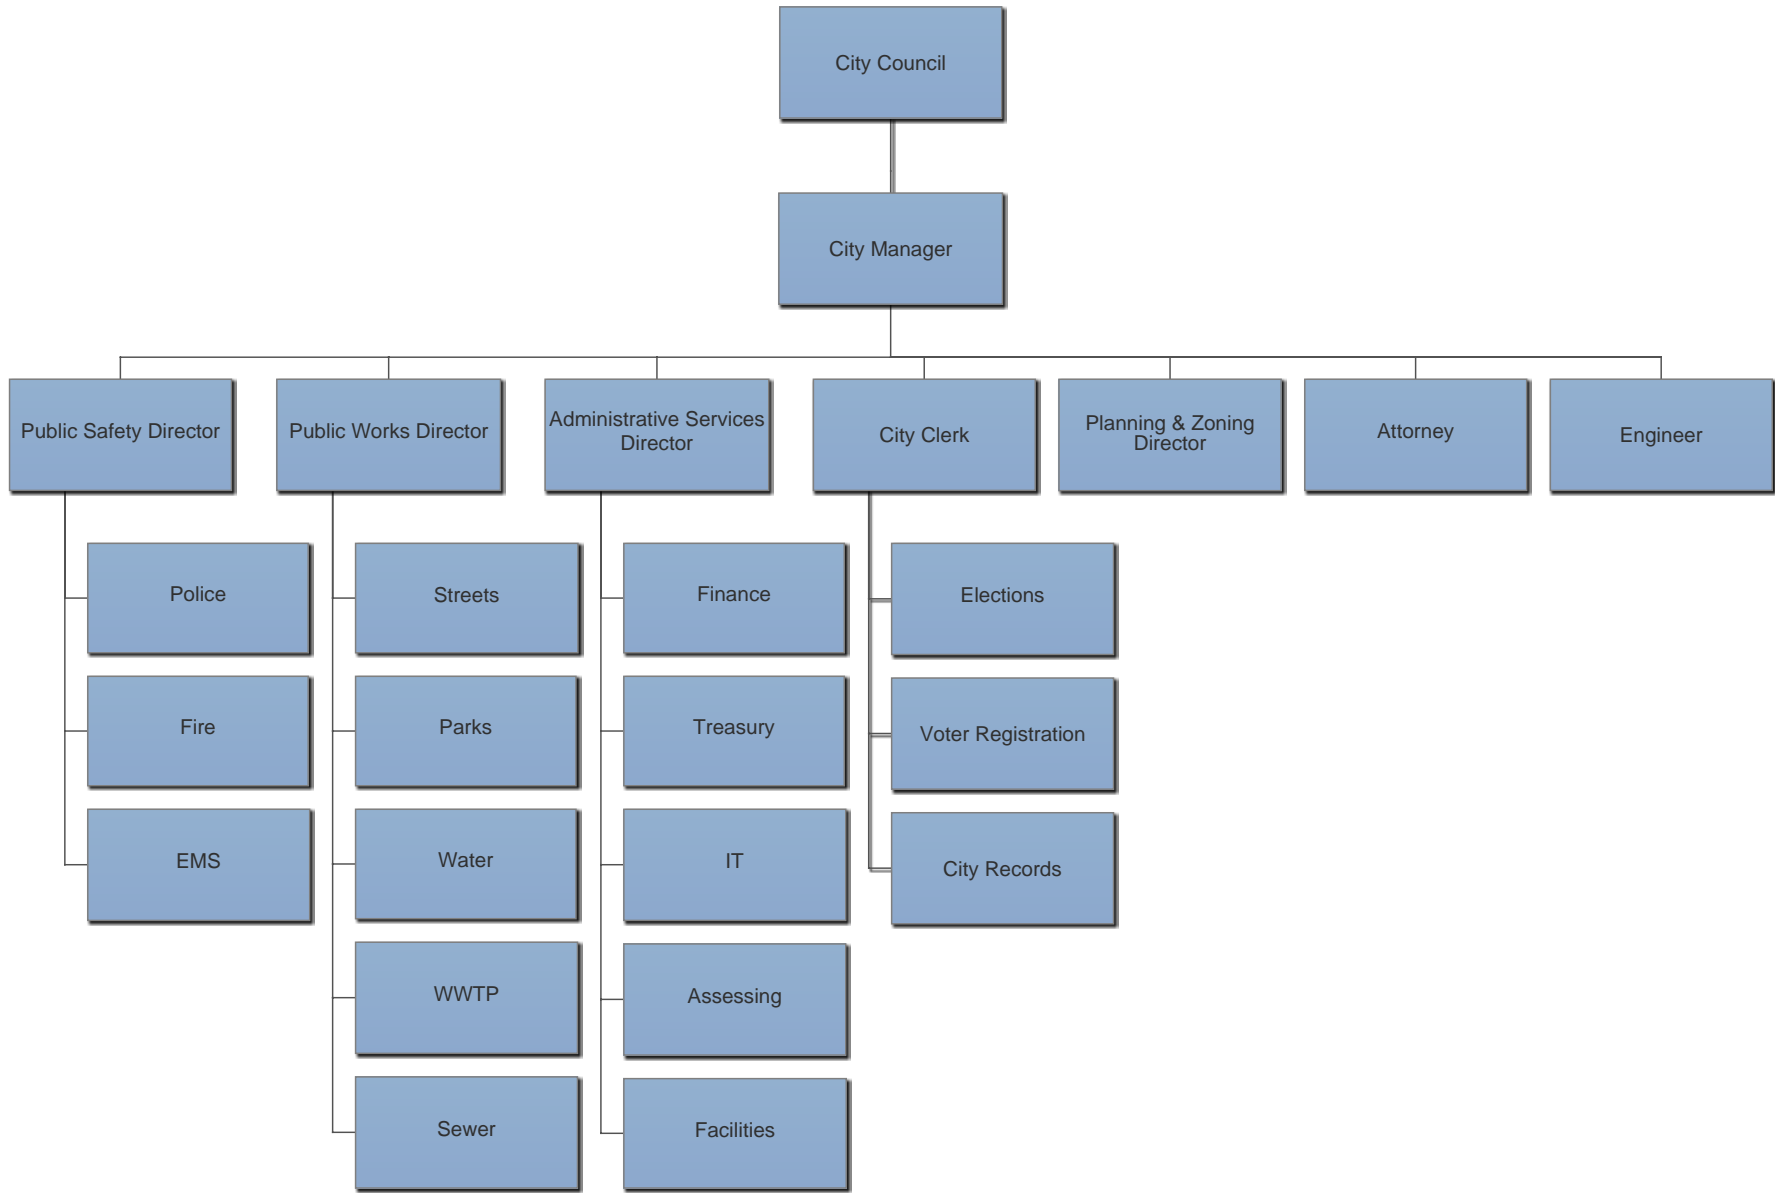 City Council
City Manager
Public Safety Director
Public Works Director
Administrative Services
Director
City Clerk
Planning & Zoning
Director
Attorney
Engineer
Police
Streets
Finance
Elections
Fire
Parks
Treasury
Voter Registration
EMS
Water
IT
City Records
WWTP
Assessing
Sewer
Facilities